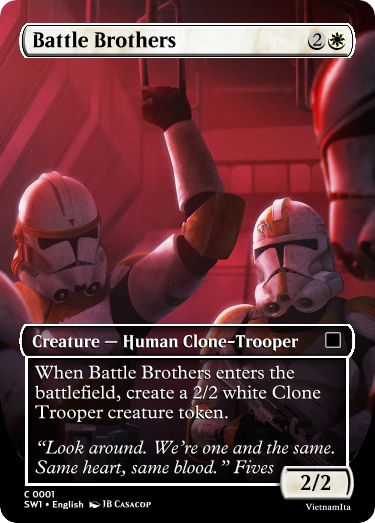 Battle Brothers 2
Creature — Human Clone-Trooper
When Battle Brothers enters the
battlefield, create a 2/2 white Clone
Trooper creature token.
“Look around. We’re one and the same.
Same heart, same blood.” Fives
2/2
C 0001
SW1 • English JB Casacop
VietnamIta